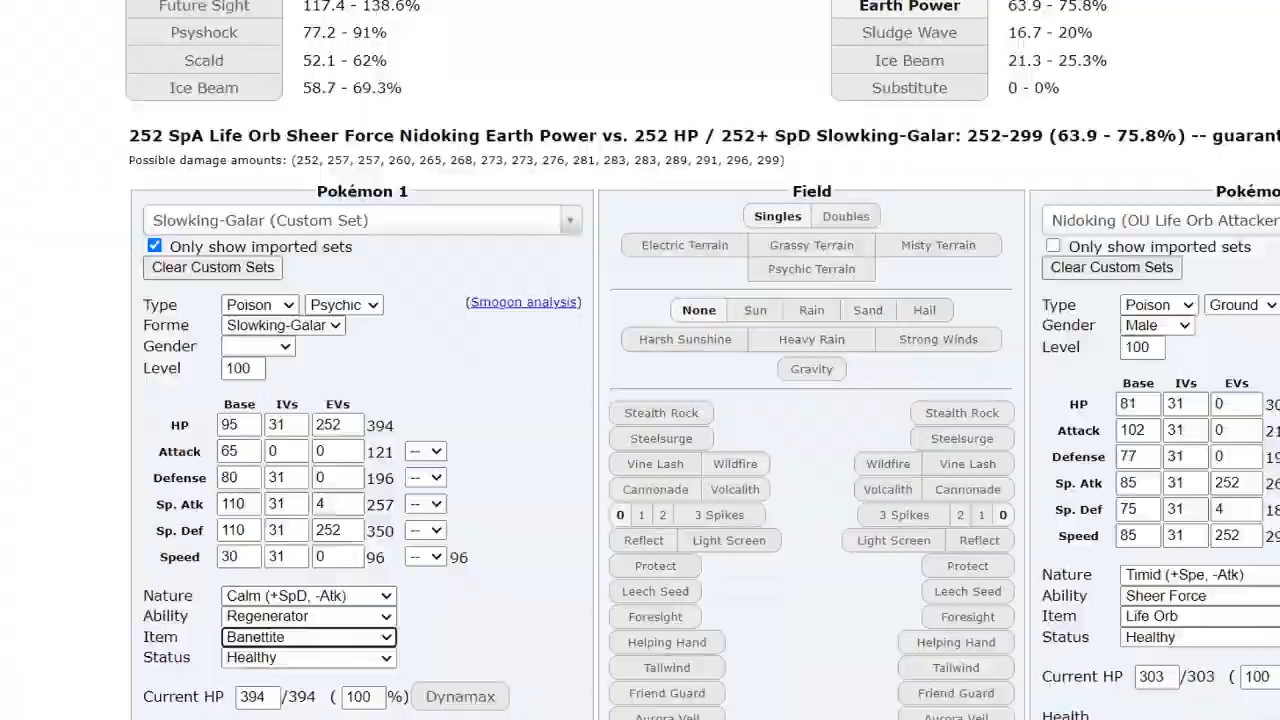 Future Sight 117.4 - 138.6% Earth Power 63.9 - 75.8%
Psyshock 77.2 - 91% Sludge Wave 16.7 - 20%
Scald 52.1 - 62% Ice Beam 21.3 - 25.3%
Ice Beam 58.7 - 69.3% Substitute 0 - 0%
252 SpA Life Orb Sheer Force Nidoking Earth Power vs. 252 HP / 252+ SpD Slowking-Galar: 252-299 (63.9 - 75.8%) -- guarant
Possible damage amounts: (252, 257, 257, 260, 265, 268, 273, 273, 276, 281, 283, 283, 289, 291, 296, 299)
Pokémon 1 Field Pokémo
Slowking-Galar (Custom Set) Singles Doubles Nidoking (OU Life Orb Attacker
Only show imported sets Electric Terrain Grassy Terrain Misty Terrain Only show imported sets
Clear Custom Sets Psychic Terrain Clear Custom Sets
Type Poison Psychic (Smogon analysis) None Sun Rain Sand Hail Type Poison Ground
Forme Slowking-Galar Gender Male
Gender Harsh Sunshine Heavy Rain Strong Winds Level 100
Level 100 Gravity
Base IVs EVs Base IVs EVs
HP 95 31 252 394 Stealth Rock Stealth Rock HP 81 31 0 30
Attack 65 0 0 121 -- Steelsurge Steelsurge Attack 102 31 0 21
Defense 80 31 0 196 -- Vine Lash Wildfire Wildfire Vine Lash Defense 77 31 0 19
Sp. Atk 110 31 4 257 -- Cannonade Volcalith Volcalith Cannonade Sp. Atk 85 31 252 26
Sp. Def 110 31 252 350 -- 0 1 2 3 Spikes 3 Spikes 2 1 0 Sp. Def 75 31 4 18
Speed 30 31 0 96 -- 96 Reflect Light Screen Light Screen Reflect Speed 85 31 252 29
Protect Protect
Nature Calm (+SpD, -Atk) Leech Seed Leech Seed Nature Timid (+Spe, -Atk)
Ability Regenerator Foresight Foresight Ability Sheer Force
Item Banettite Helping Hand Helping Hand Item Life Orb
Status Healthy Tailwind Tailwind Status Healthy
Current HP 394 /394 ( 100 %) Dynamax Friend Guard Friend Guard Current HP 303 /303 ( 100
Aurora Veil Aurora Veil Health